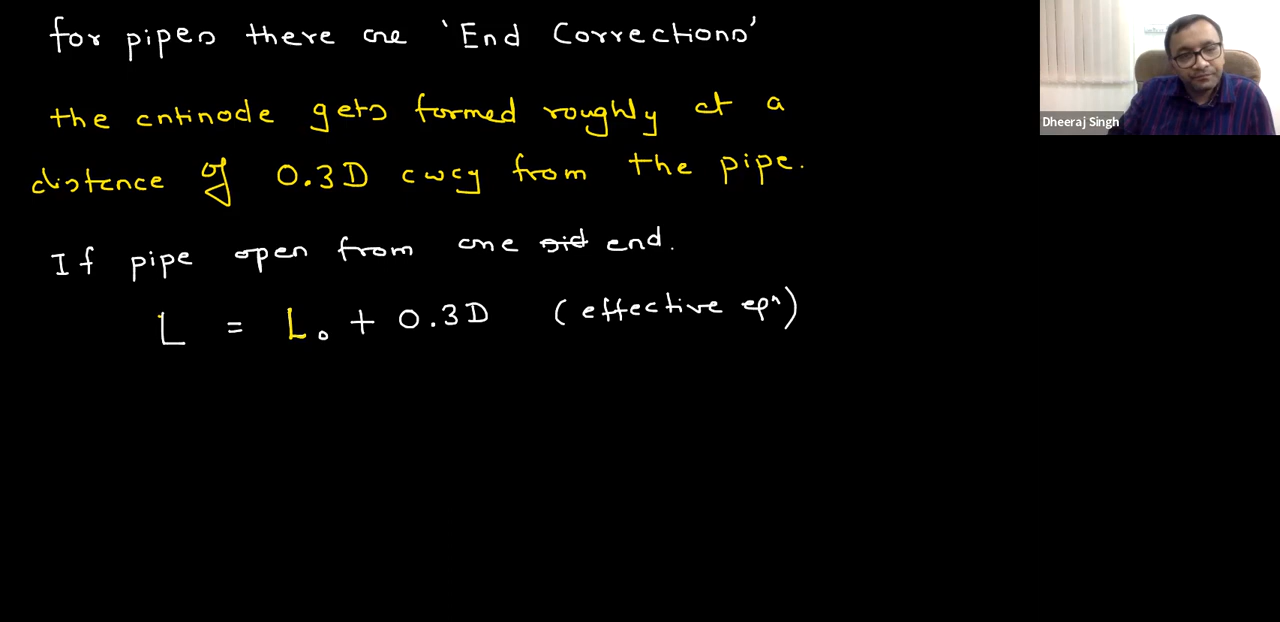 for pipes there are 'End Corrections'
the antinode gets formed roughly at a
distance of 0.3D away from the pipe.
If pipe open from one sid end.
L = L₀ + 0.3D (effective eqⁿ)
Dheeraj Singh